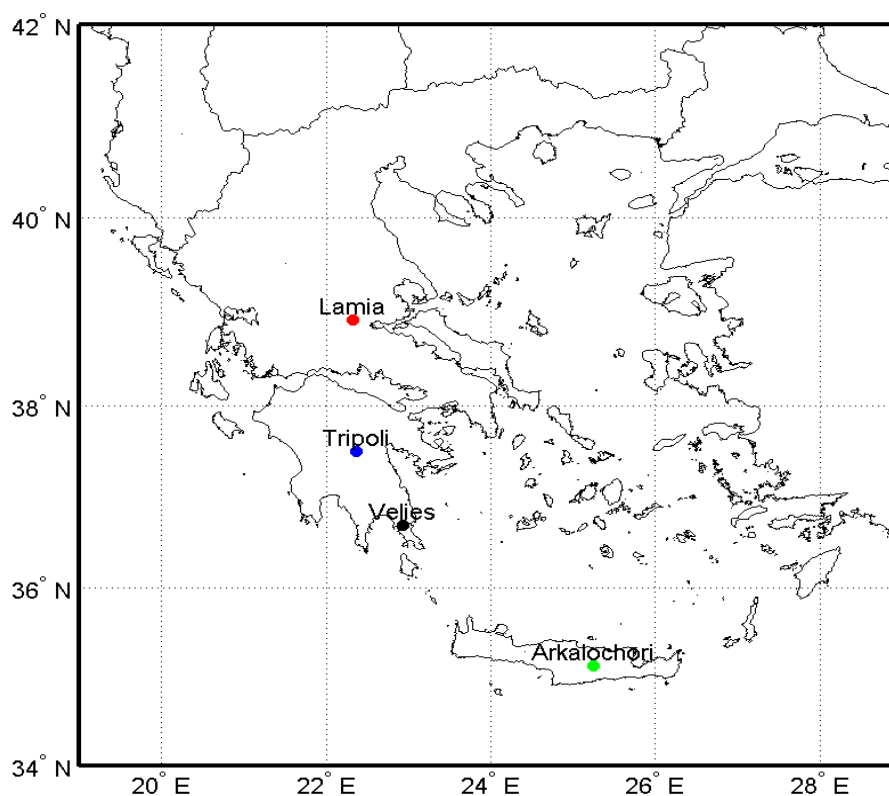 42° N
40° N
Lamia
38° N
Tripoli
Velies
36° N
Arkalochori
34° N
20° E 22° E 24° E 26° E 28° E